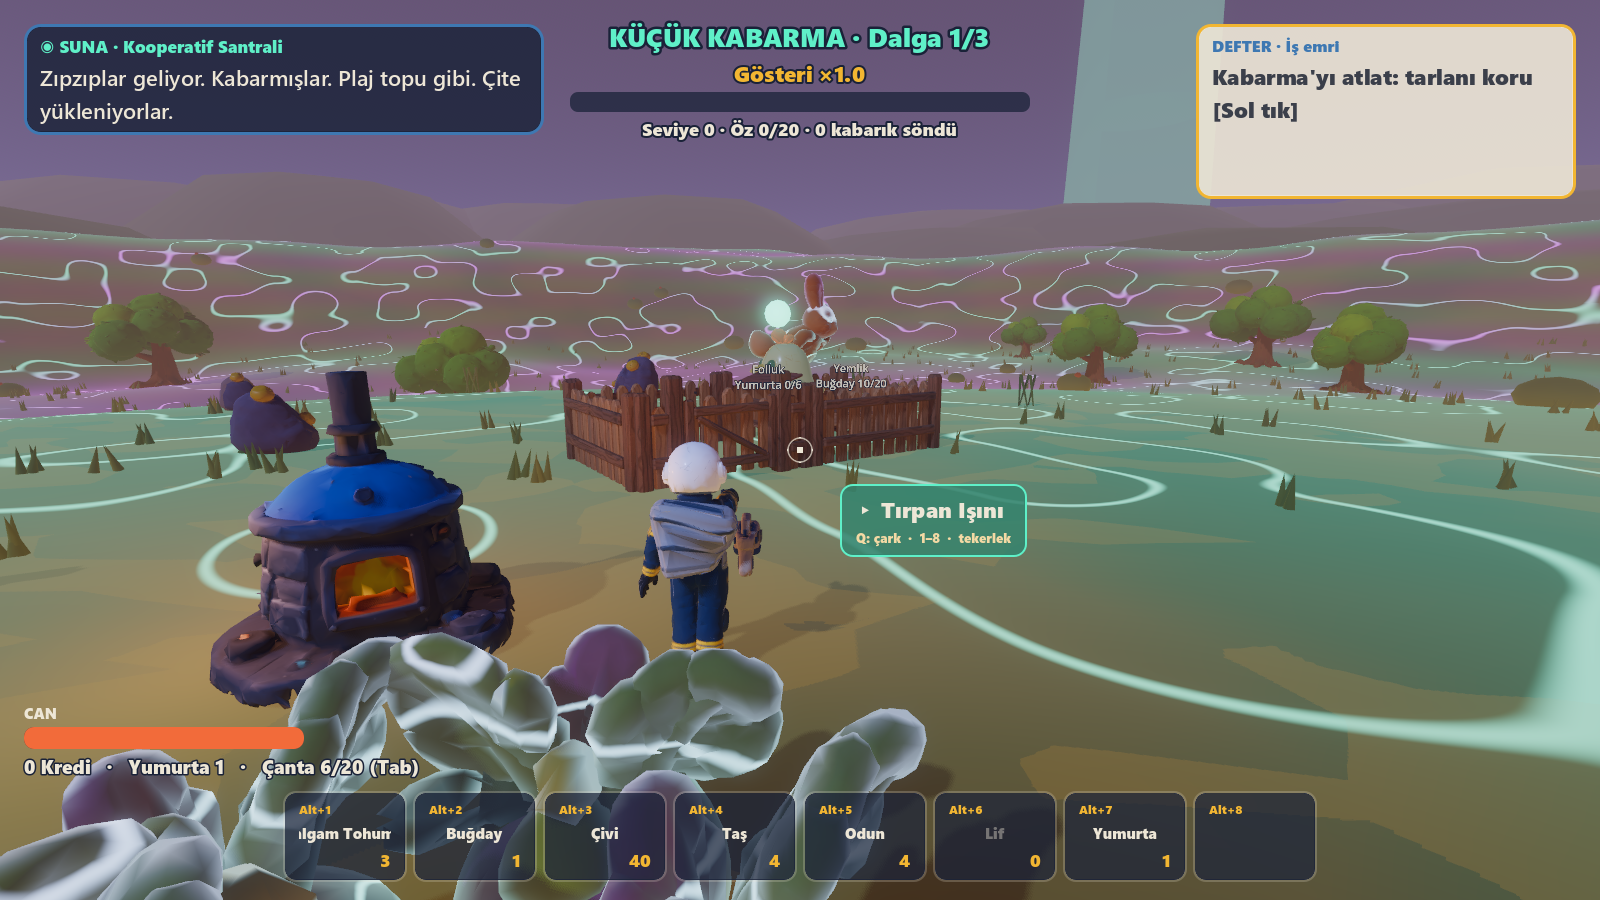 ◉ SUNA · Kooperatif Santrali
Zıpzıplar geliyor. Kabarmışlar. Plaj topu gibi. Çite
yükleniyorlar.
KÜÇÜK KABARMA · Dalga 1/3
Gösteri ×1.0
Seviye 0 · Öz 0/20 · 0 kabarık söndü
DEFTER · İş emri
Kabarma'yı atlat: tarlanı koru
[Sol tık]
Folluk
Yumurta 0/6
Yemlik
Buğday 10/20
▸ Tırpan Işını
Q: çark · 1–8 · tekerlek
CAN
0 Kredi · Yumurta 1 · Çanta 6/20 (Tab)
Alt+1
lgam Tohum
3
Alt+2
Buğday
1
Alt+3
Çivi
40
Alt+4
Taş
4
Alt+5
Odun
4
Alt+6
Lif
0
Alt+7
Yumurta
1
Alt+8